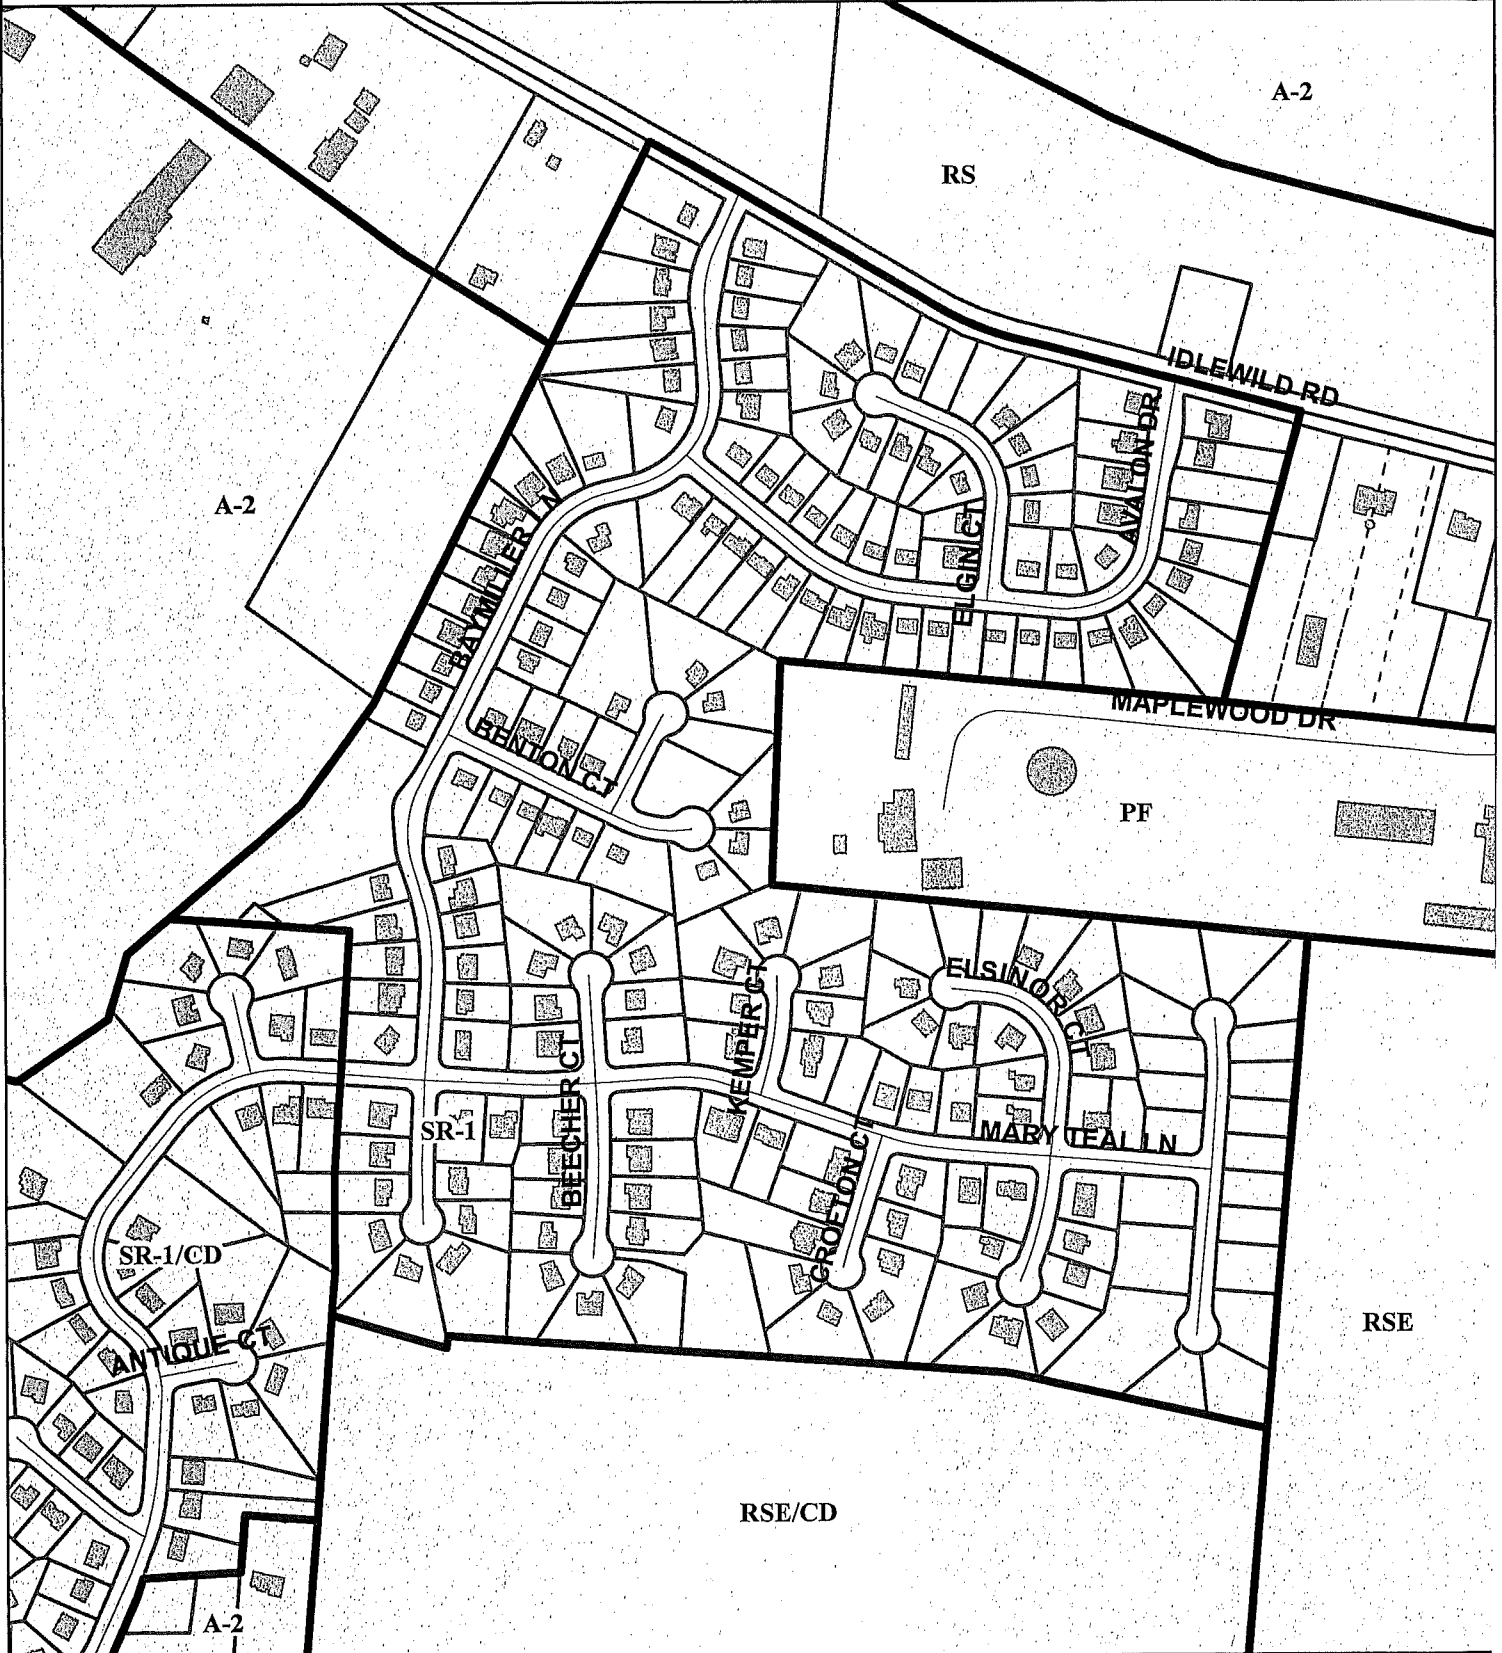 A-2
RS
IDLEWILD RD
AVALON DR
A-2
BAYMILLER LN
ELGIN CT
MAPLEWOOD DR
BENTON CT
PF
ELSINOR CT
KEMPER CT
BEECHER CT
SR-1
MARY TEAL LN
CROFTON CT
SR-1/CD
RSE
ANTIQUE CT
RSE/CD
A-2